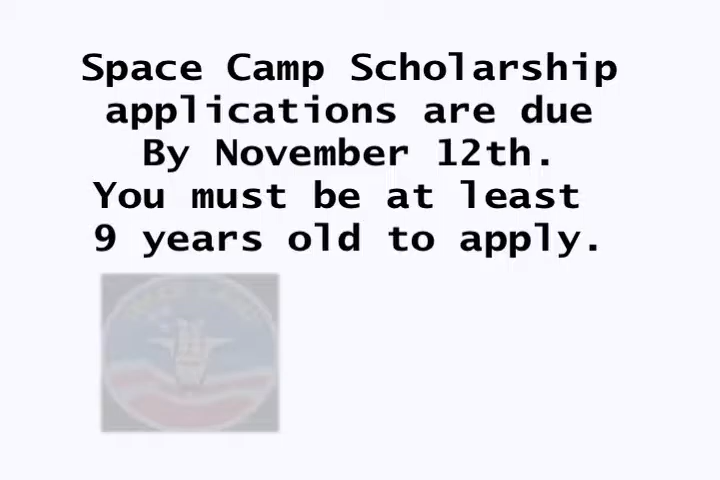 Space Camp Scholarship
applications are due
By November 12th.
You must be at least
9 years old to apply.